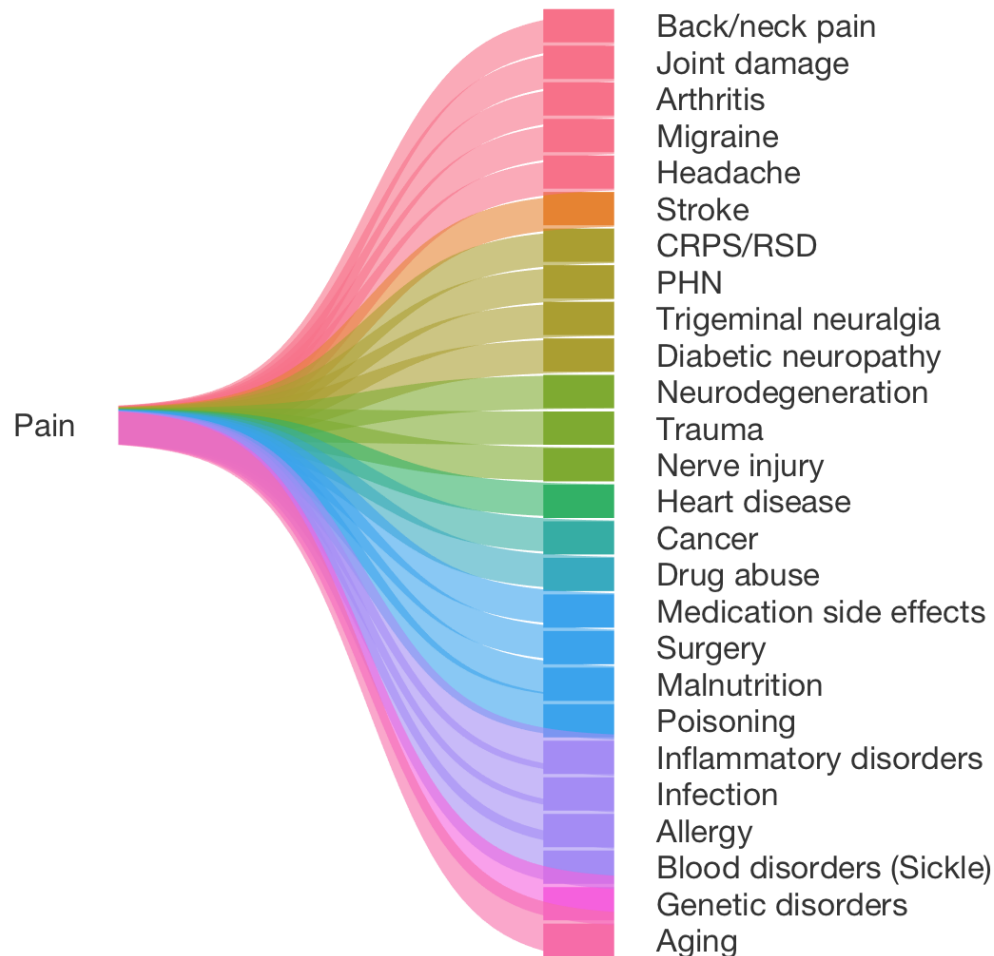 Back/neck pain
Joint damage
Arthritis
Migraine
Headache
Stroke
CRPS/RSD
PHN
Trigeminal neuralgia
Diabetic neuropathy
Neurodegeneration
Pain
Trauma
Nerve injury
Heart disease
Cancer
Drug abuse
Medication side effects
Surgery
Malnutrition
Poisoning
Inflammatory disorders
Infection
Allergy
Blood disorders (Sickle)
Genetic disorders
Aging